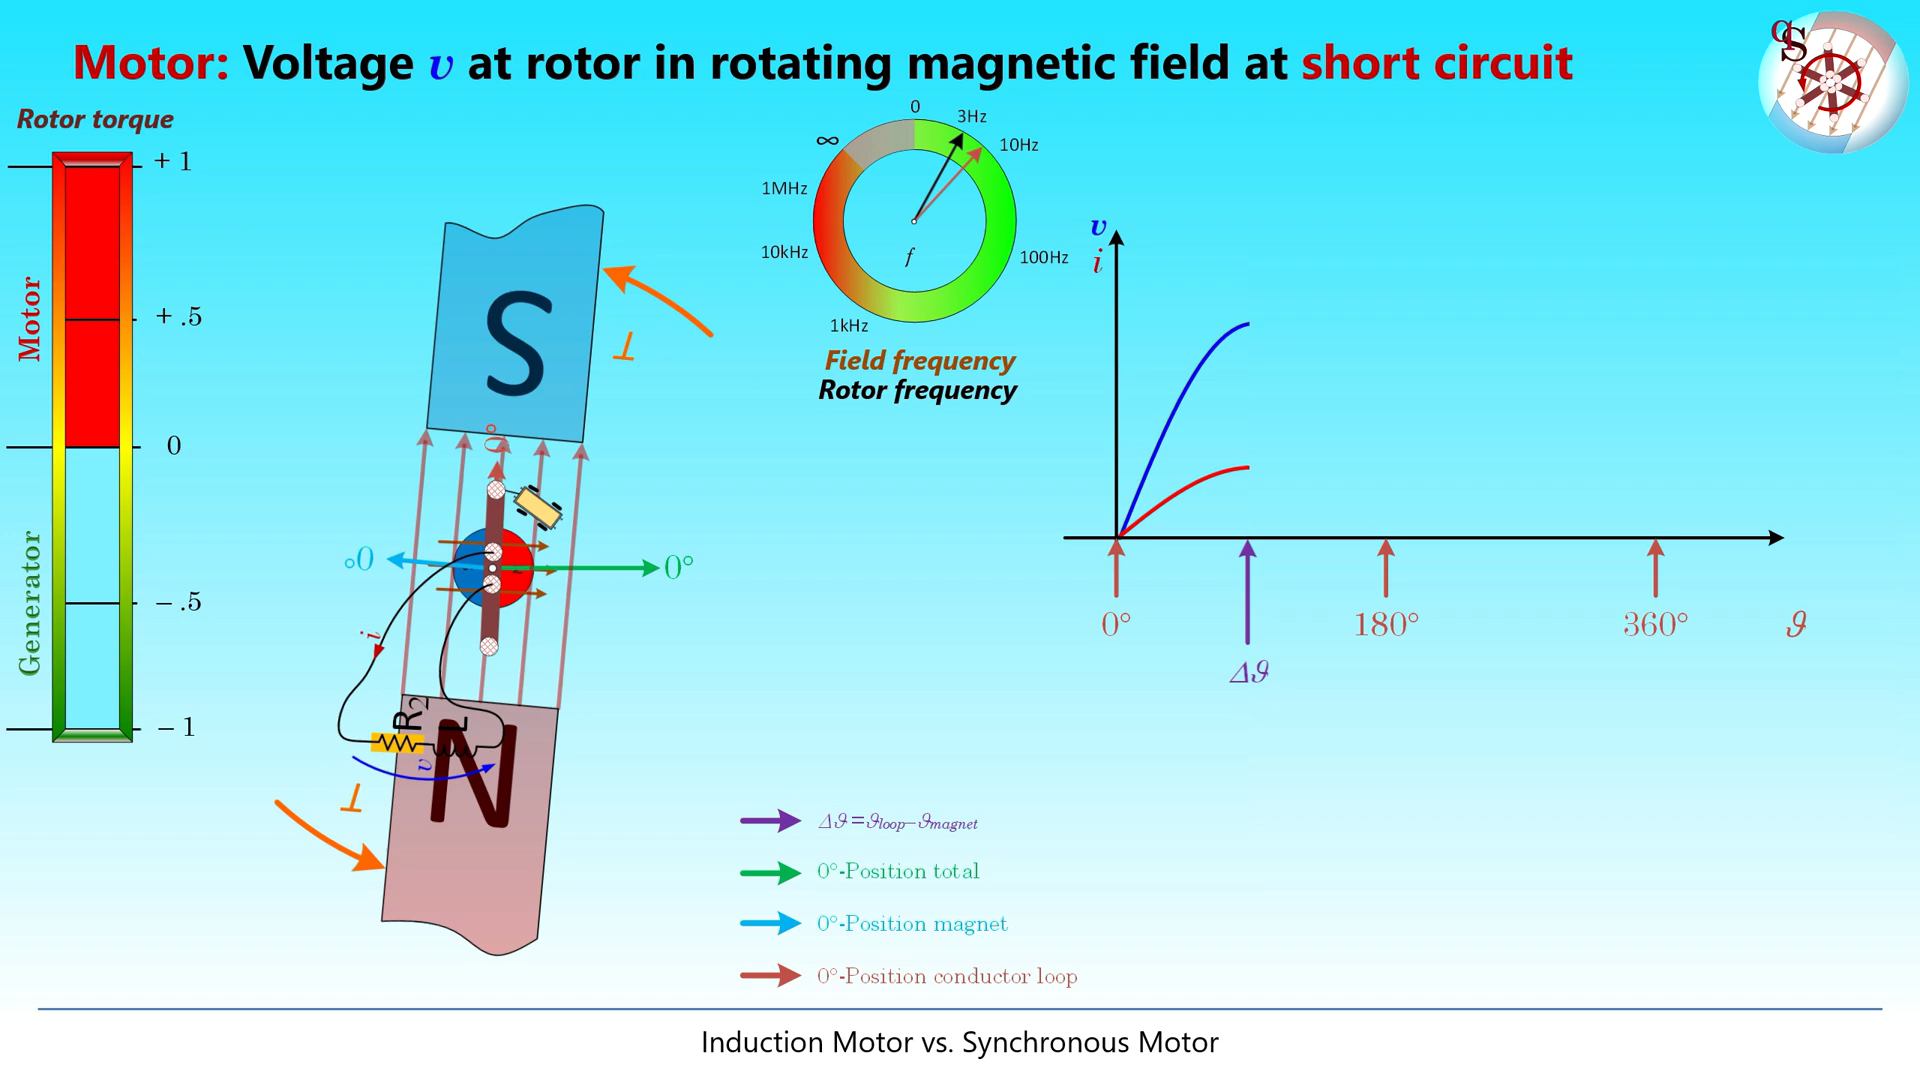 Motor: Voltage v at rotor in rotating magnetic field at short circuit
qS
Rotor torque
+ 1
+ .5
0
− .5
− 1
Motor
Generator
S
N
⊥
⊥
0°
0°
0°
i
R2
L
v
0
3Hz
10Hz
100Hz
1kHz
10kHz
1MHz
∞
f
Field frequency
Rotor frequency
v
i
0°
180°
360°
ϑ
Δϑ
Δϑ=ϑloop−ϑmagnet
0°-Position total
0°-Position magnet
0°-Position conductor loop
Induction Motor vs. Synchronous Motor